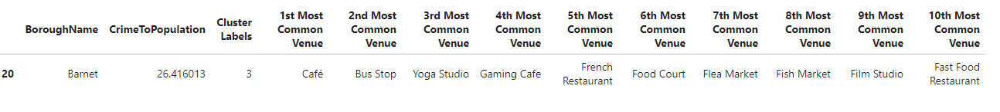 BoroughName CrimeToPopulation Cluster Labels 1st Most Common Venue 2nd Most Common Venue 3rd Most Common Venue 4th Most Common Venue 5th Most Common Venue 6th Most Common Venue 7th Most Common Venue 8th Most Common Venue 9th Most Common Venue 10th Most Common Venue
20 Barnet 26.416013 3 Café Bus Stop Yoga Studio Gaming Cafe French Restaurant Food Court Flea Market Fish Market Film Studio Fast Food Restaurant